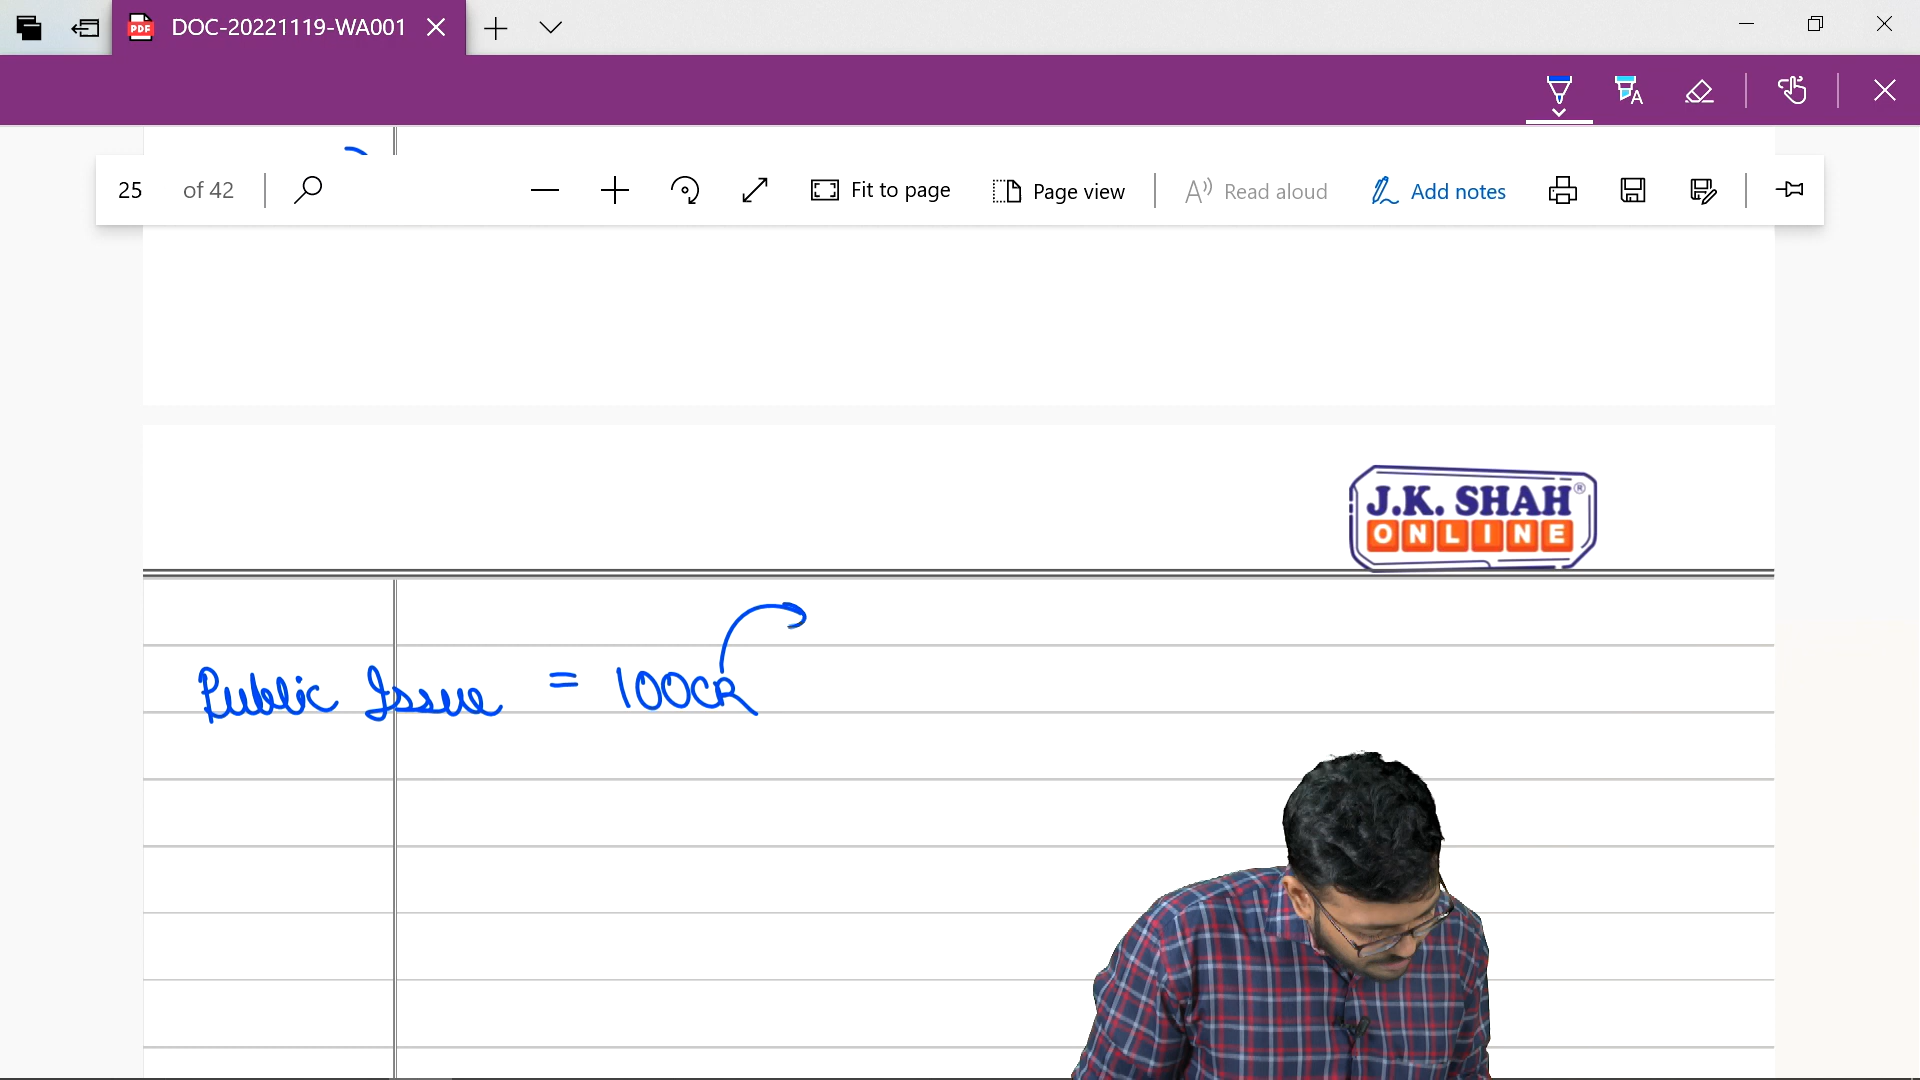 DOC-20221119-WA001
25 of 42 Fit to page Page view Read aloud Add notes
J.K. SHAH®
ONLINE
Public Issue = 100CR